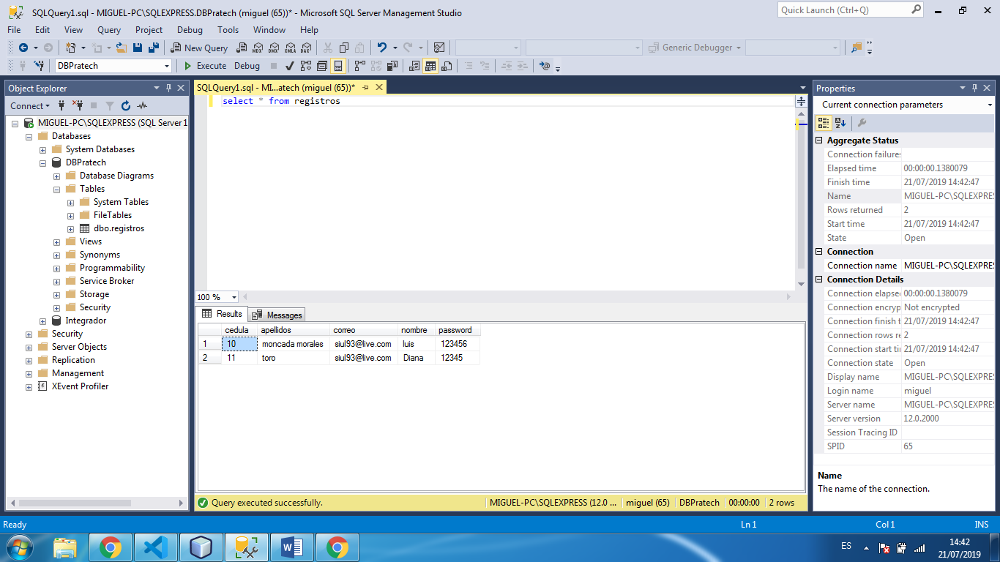 SQLQuery1.sql - MIGUEL-PC\SQLEXPRESS.DBPratech (miguel (65))* - Microsoft SQL Server Management Studio
Quick Launch (Ctrl+Q)
File Edit View Query Project Debug Tools Window Help
New Query MDX DMX XMLA DAX Generic Debugger
DBPratech Execute Debug
Object Explorer
Connect
MIGUEL-PC\SQLEXPRESS (SQL Server 1
Databases
System Databases
DBPratech
Database Diagrams
Tables
System Tables
FileTables
dbo.registros
Views
Synonyms
Programmability
Service Broker
Storage
Security
Integrador
Security
Server Objects
Replication
Management
XEvent Profiler
SQLQuery1.sql - MI...atech (miguel (65))*
select * from registros
100 %
Results Messages
cedula apellidos correo nombre password
1 10 moncada morales siul93@live.com luis 123456
2 11 toro siul93@live.com Diana 12345
Query executed successfully. MIGUEL-PC\SQLEXPRESS (12.0 ... miguel (65) DBPratech 00:00:00 2 rows
Properties
Current connection parameters
Aggregate Status
Connection failures
Elapsed time 00:00:00.1380079
Finish time 21/07/2019 14:42:47
Name MIGUEL-PC\SQLEXPRES
Rows returned 2
Start time 21/07/2019 14:42:47
State Open
Connection
Connection name MIGUEL-PC\SQLEXPRES
Connection Details
Connection elapse 00:00:00.1380079
Connection encryp Not encrypted
Connection finish t 21/07/2019 14:42:47
Connection rows re 2
Connection start tir 21/07/2019 14:42:47
Connection state Open
Display name MIGUEL-PC\SQLEXPRES
Login name miguel
Server name MIGUEL-PC\SQLEXPRES
Server version 12.0.2000
Session Tracing ID
SPID 65
Name
The name of the connection.
Ready Ln 1 Col 1 INS
ES 14:42
21/07/2019